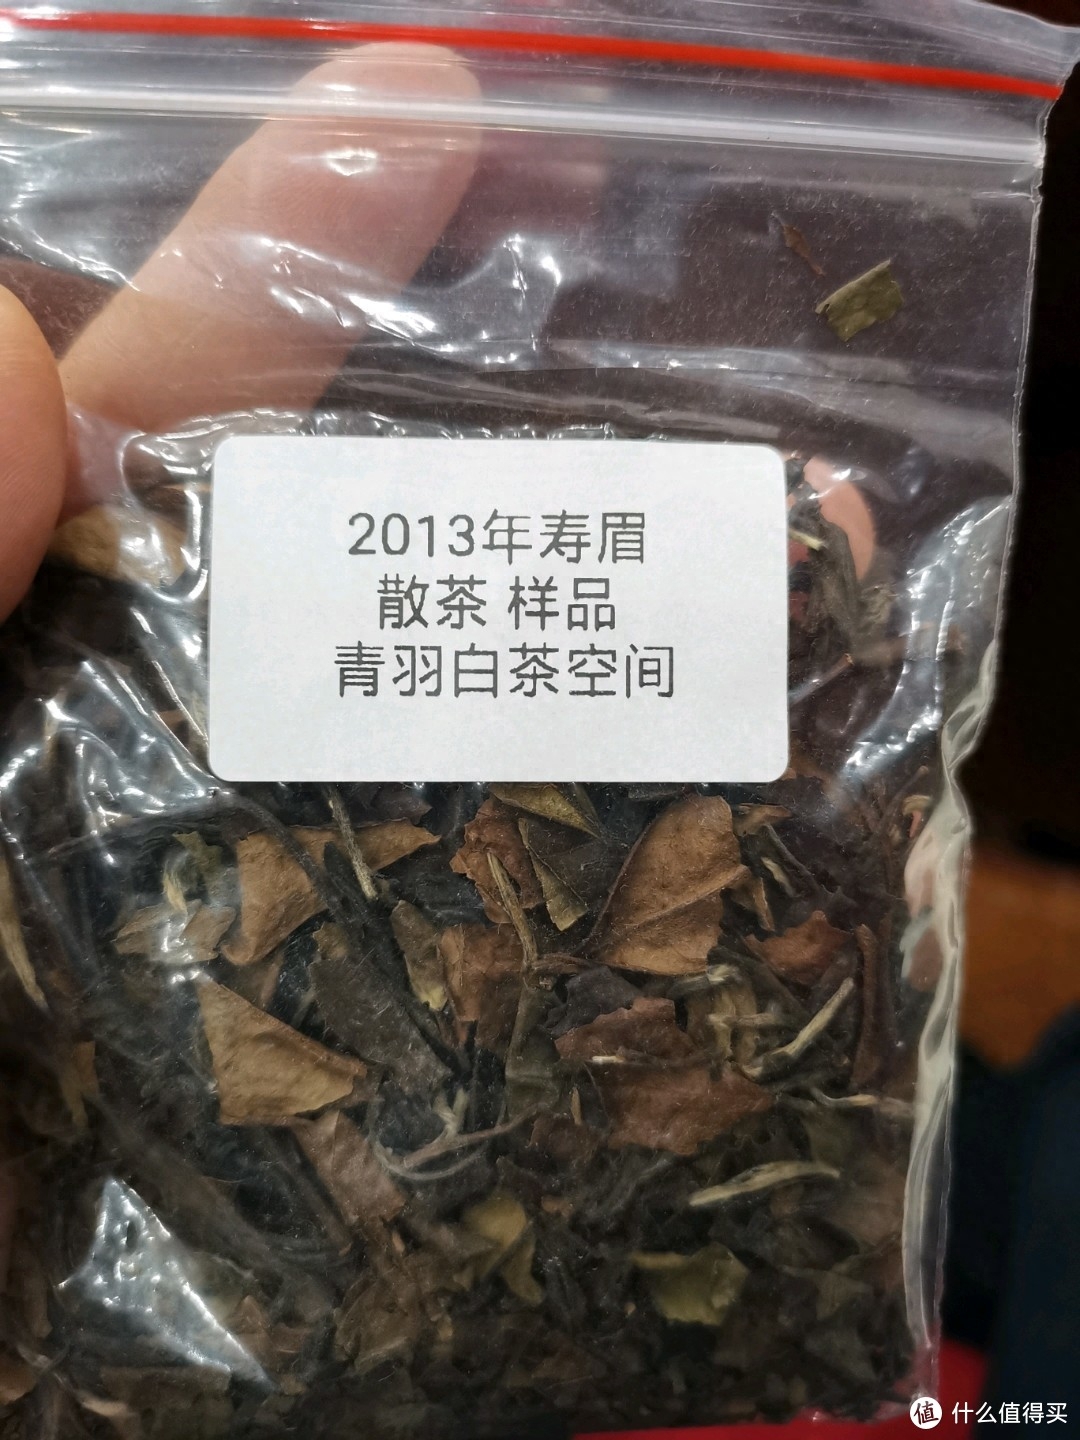 2013年寿眉
散茶 样品
青羽白茶空间
值 什么值得买